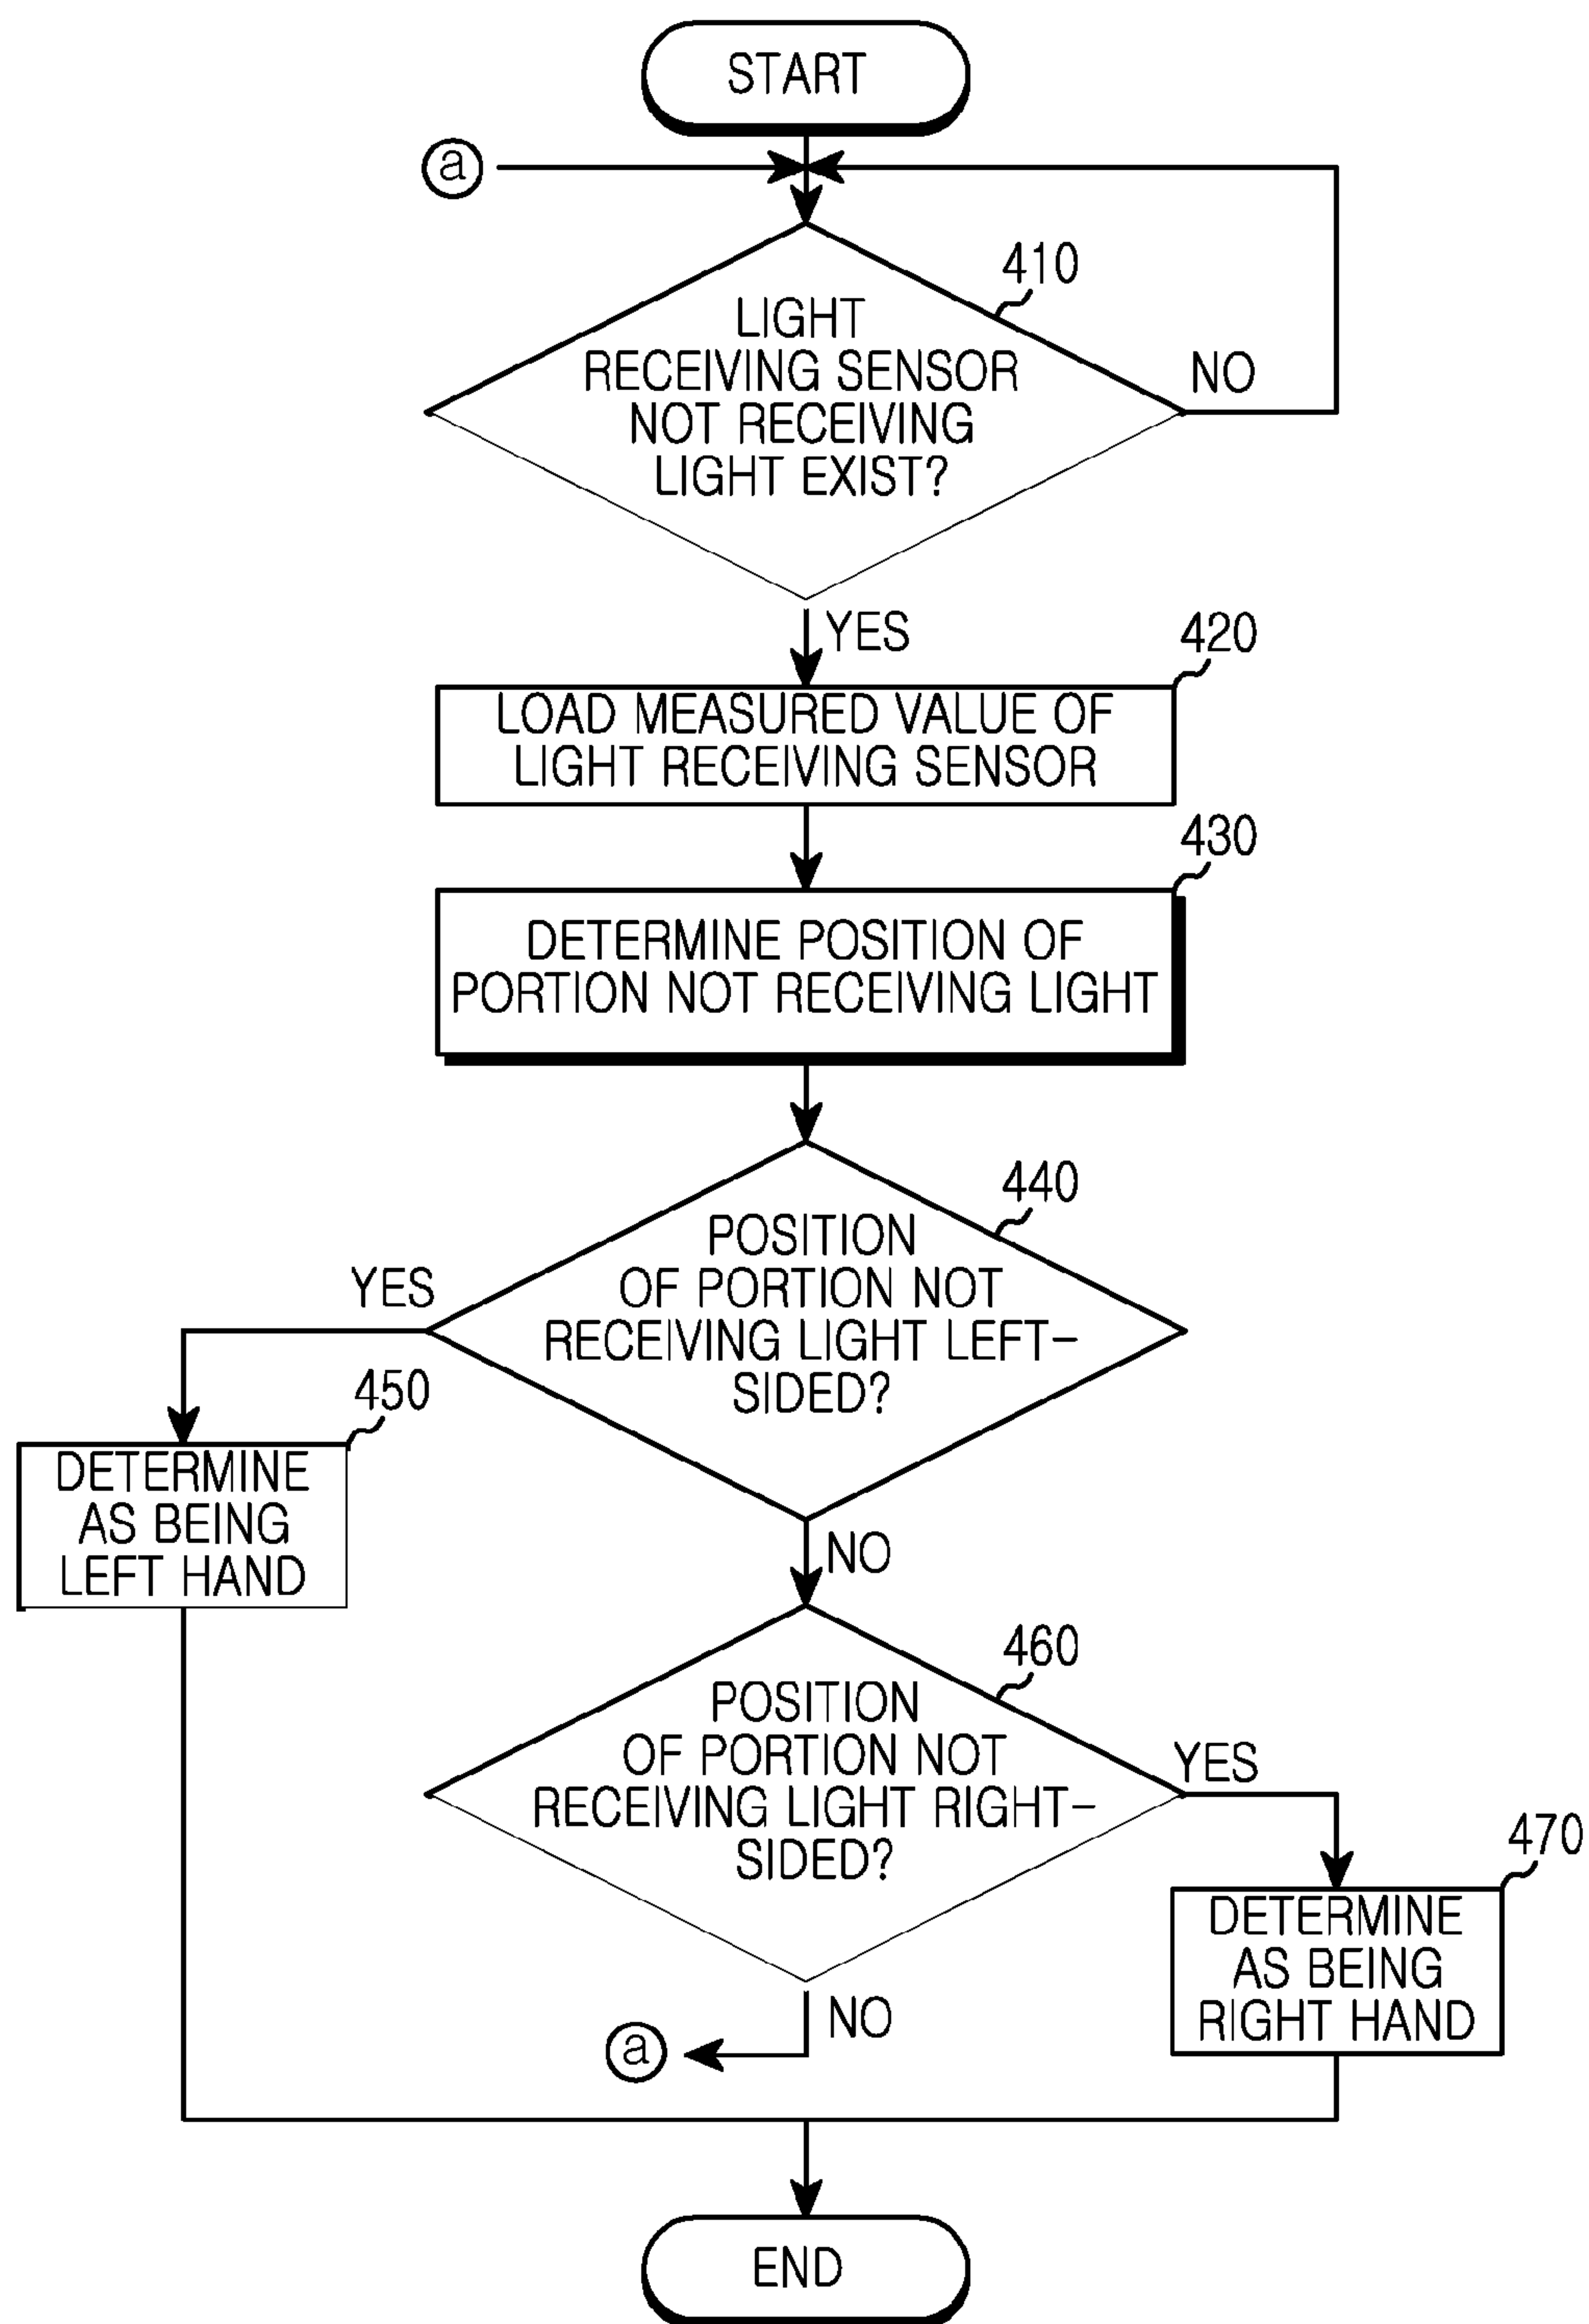 START
a
410
LIGHT
RECEIVING SENSOR
NOT RECEIVING
LIGHT EXIST?
NO
YES
420
LOAD MEASURED VALUE OF
LIGHT RECEIVING SENSOR
430
DETERMINE POSITION OF
PORTION NOT RECEIVING LIGHT
440
POSITION
OF PORTION NOT
RECEIVING LIGHT LEFT-
SIDED?
YES
450
DETERMINE
AS BEING
LEFT HAND
NO
460
POSITION
OF PORTION NOT
RECEIVING LIGHT RIGHT-
SIDED?
YES
470
DETERMINE
AS BEING
RIGHT HAND
NO
a
END